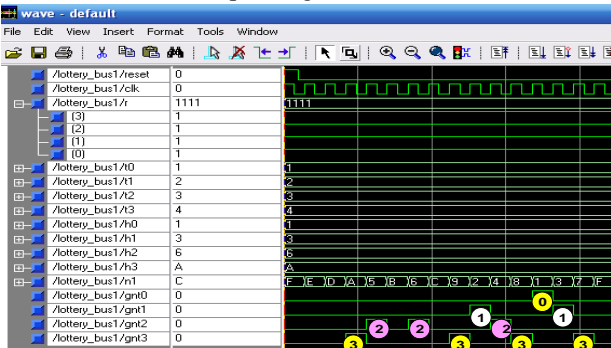 wave - default
File Edit View Insert Format Tools Window
/lottery_bus1/reset 0
/lottery_bus1/clk 0
/lottery_bus1/r 1111 1111
(3) 1
(2) 1
(1) 1
(0) 1
/lottery_bus1/t0 1 1
/lottery_bus1/t1 2 2
/lottery_bus1/t2 3 3
/lottery_bus1/t3 4 4
/lottery_bus1/h0 1 1
/lottery_bus1/h1 3 3
/lottery_bus1/h2 6 6
/lottery_bus1/h3 A A
/lottery_bus1/n1 C F E D A 5 B 6 C 9 2 4 8 1 3 7 F
/lottery_bus1/gnt0 0 0
/lottery_bus1/gnt1 0 1 1
/lottery_bus1/gnt2 0 2 2 2
/lottery_bus1/gnt3 0 3 3 3 3